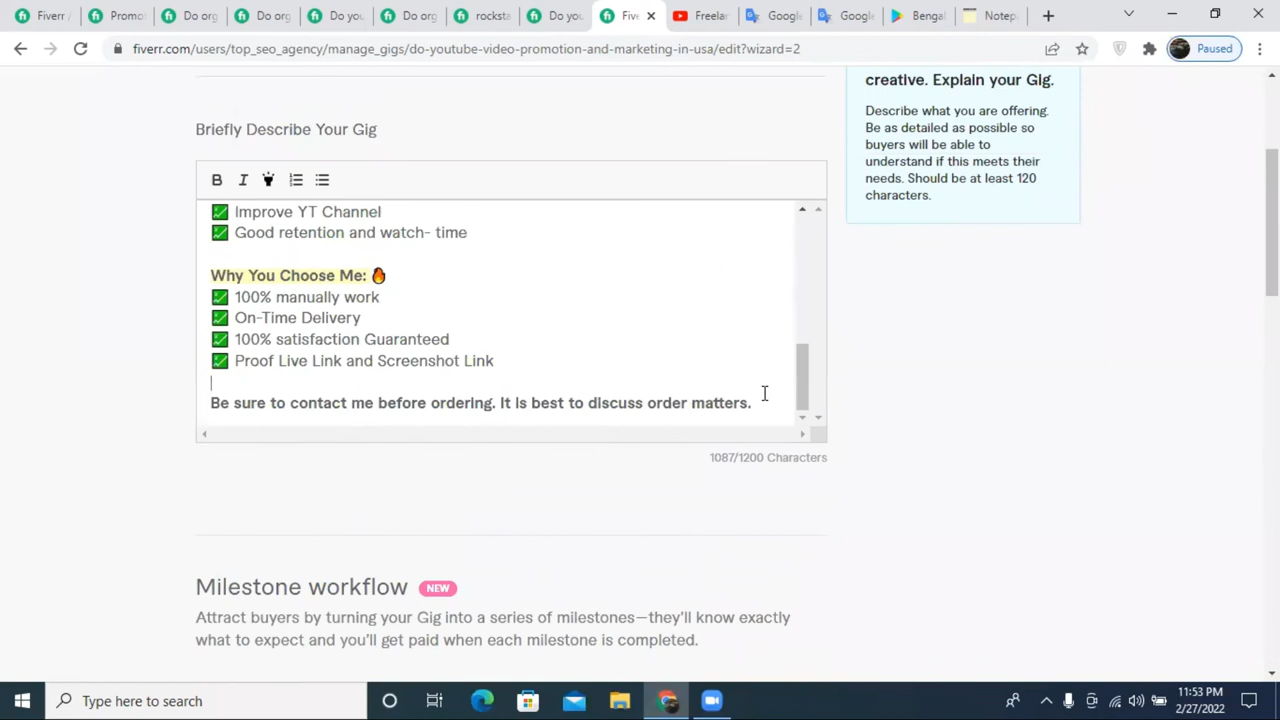 Fiverr /
Promo
Do org
Do org
Do you
Do org
rocksta
Do you
Five
Freelan
Google
Google
Bengal
Notep
fiverr.com/users/top_seo_agency/manage_gigs/do-youtube-video-promotion-and-marketing-in-usa/edit?wizard=2
Paused
creative. Explain your Gig.
Describe what you are offering.
Be as detailed as possible so
buyers will be able to
understand if this meets their
needs. Should be at least 120
characters.
Briefly Describe Your Gig
B I
Improve YT Channel
Good retention and watch- time
Why You Choose Me:
100% manually work
On-Time Delivery
100% satisfaction Guaranteed
Proof Live Link and Screenshot Link
Be sure to contact me before ordering. It is best to discuss order matters.
1087/1200 Characters
Milestone workflow NEW
Attract buyers by turning your Gig into a series of milestones—they'll know exactly
what to expect and you'll get paid when each milestone is completed.
Type here to search
11:53 PM
2/27/2022